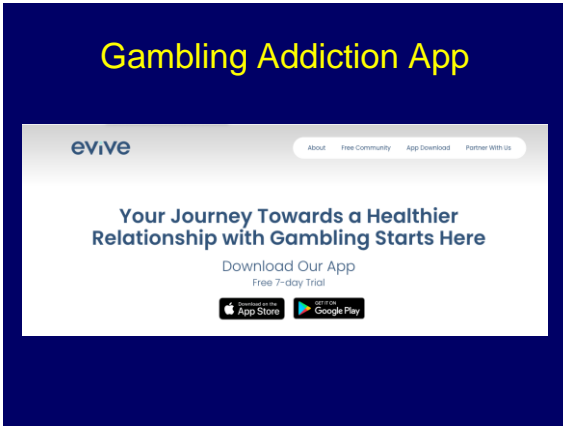 Gambling Addiction App
evive
About Free Community App Download Partner With Us
Your Journey Towards a Healthier
Relationship with Gambling Starts Here
Download Our App
Free 7-day Trial
Download on the
App Store
GET IT ON
Google Play